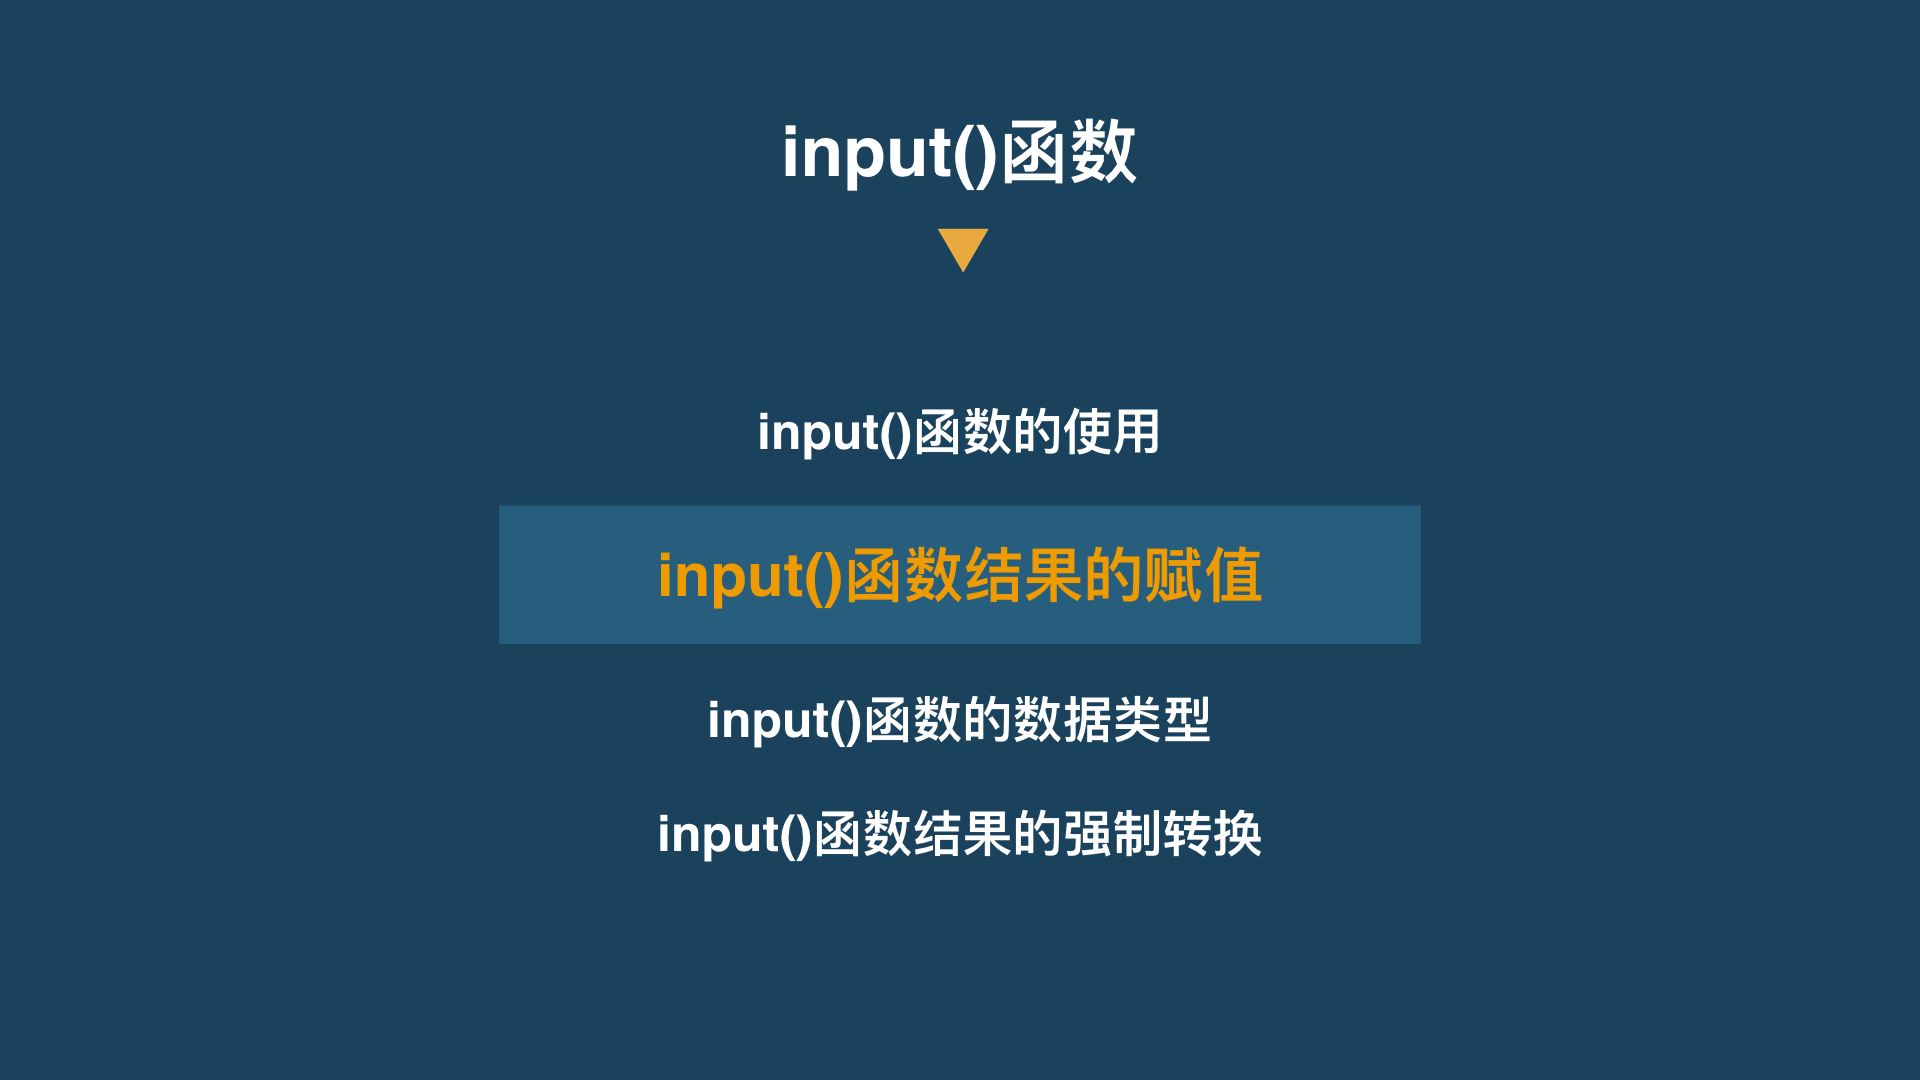 input()函数
input()函数的使用
input()函数结果的赋值
input()函数的数据类型
input()函数结果的强制转换